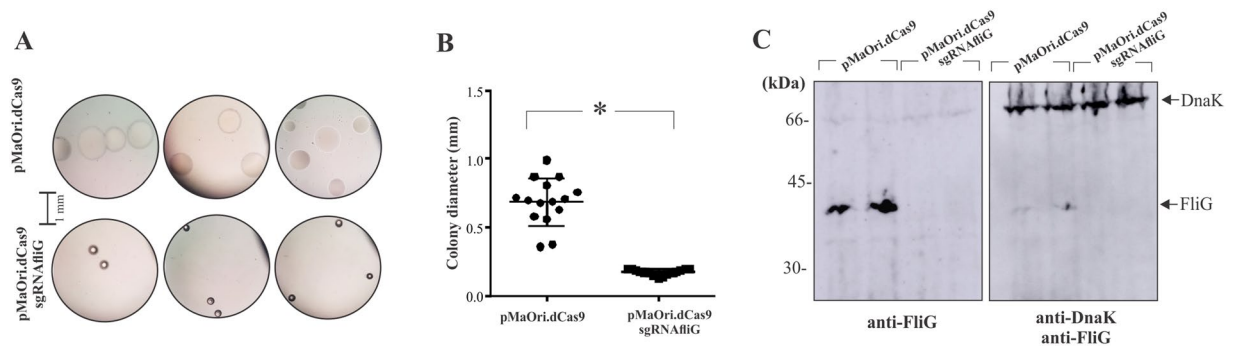 A
pMaOri.dCas9
1 mm
pMaOri.dCas9
sgRNAfliG
B
Colony diameter (mm)
1.5
1.0
0.5
0.0
*
pMaOri.dCas9
pMaOri.dCas9
sgRNAfliG
C
pMaOri.dCas9
pMaOri.dCas9
sgRNAfliG
pMaOri.dCas9
pMaOri.dCas9
sgRNAfliG
(kDa)
66-
45-
30-
DnaK
FliG
anti-FliG
anti-DnaK
anti-FliG